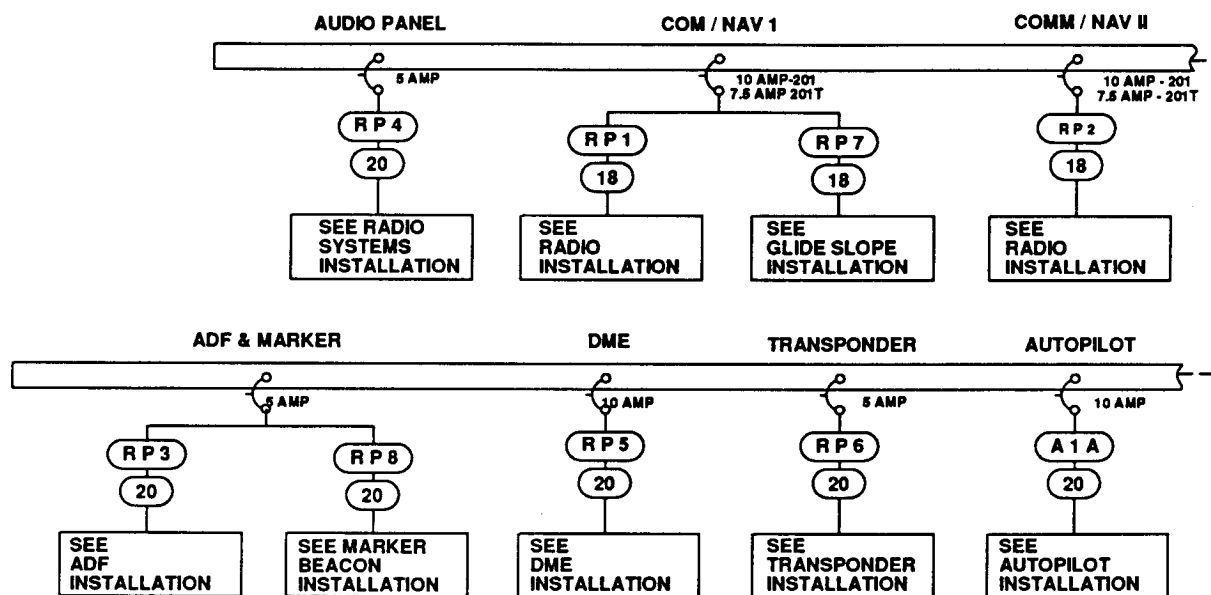 AUDIO PANEL
COM / NAV 1
COMM / NAV II
5 AMP
10 AMP-201
7.5 AMP 201T
10 AMP - 201
7.5 AMP - 201T
R P 4
R P 1
R P 7
R P 2
20
18
18
18
SEE RADIO
SYSTEMS
INSTALLATION
SEE
RADIO
INSTALLATION
SEE
GLIDE SLOPE
INSTALLATION
SEE
RADIO
INSTALLATION
ADF & MARKER
DME
TRANSPONDER
AUTOPILOT
5 AMP
10 AMP
5 AMP
10 AMP
R P 3
R P 8
R P 5
R P 6
A 1 A
20
20
20
20
20
SEE
ADF
INSTALLATION
SEE MARKER
BEACON
INSTALLATION
SEE
DME
INSTALLATION
SEE
TRANSPONDER
INSTALLATION
SEE
AUTOPILOT
INSTALLATION